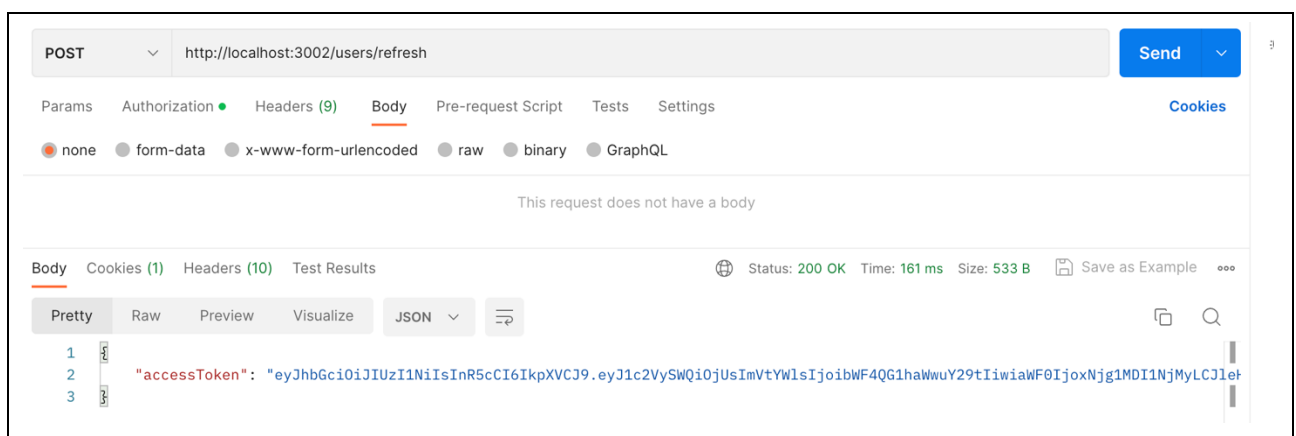 POST http://localhost:3002/users/refresh Send
Params Authorization Headers (9) Body Pre-request Script Tests Settings Cookies
none form-data x-www-form-urlencoded raw binary GraphQL
This request does not have a body
Body Cookies (1) Headers (10) Test Results Status: 200 OK Time: 161 ms Size: 533 B Save as Example
Pretty Raw Preview Visualize JSON
1 {
2 "accessToken": "eyJhbGciOiJIUzI1NiIsInR5cCI6IkpXVCJ9.eyJ1c2VySWQiOjUsImVtYWlsIjoibWF4QG1haWwuY29tIiwiaWF0IjoxNjg1MDI1NjMyLCJleH
3 }